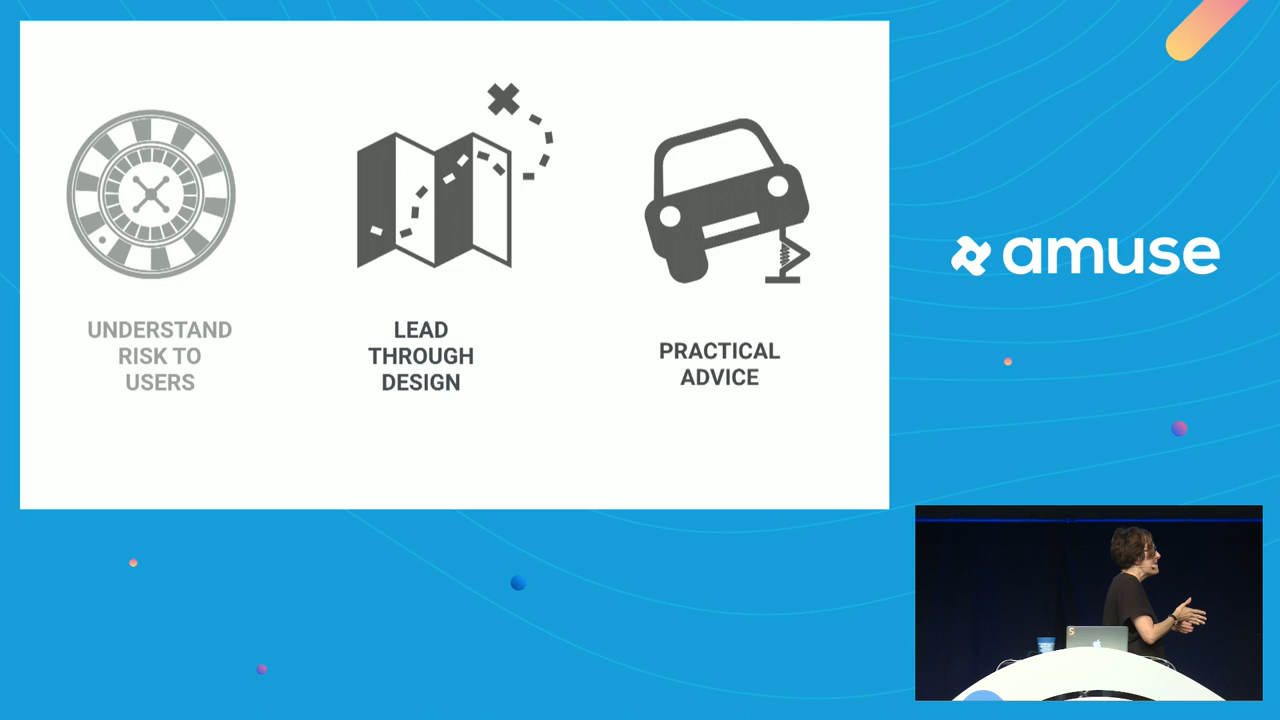 UNDERSTAND
RISK TO
USERS
LEAD
THROUGH
DESIGN
PRACTICAL
ADVICE
amuse